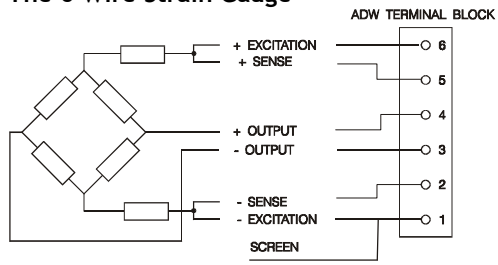 The 6 Wire Strain Gauge
ADW TERMINAL BLOCK
+ EXCITATION
6
+ SENSE
5
4
+ OUTPUT
- OUTPUT
3
2
- SENSE
- EXCITATION
1
SCREEN